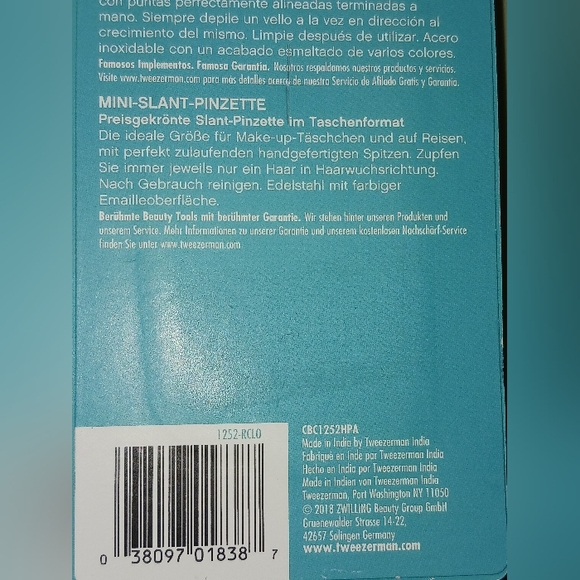 con puntas perfectamente alineadas terminadas a
mano. Siempre depile un vello a la vez en dirección al
crecimiento del mismo. Limpie después de utilizar. Acero
inoxidable con un acabado esmaltado de varios colores.
Famosos Implementos. Famosa Garantía. Nosotros respaldamos nuestros productos y servicios.
Visite www.tweezerman.com para más detalles acerca de nuestro Servicio de Afilado Gratis y Garantía.
MINI-SLANT-PINZETTE
Preisgekrönte Slant-Pinzette im Taschenformat
Die ideale Größe für Make-up-Täschchen und auf Reisen,
mit perfekt zulaufenden handgefertigten Spitzen. Zupfen
Sie immer jeweils nur ein Haar in Haarwuchsrichtung.
Nach Gebrauch reinigen. Edelstahl mit farbiger
Emailleoberfläche.
Berühmte Beauty Tools mit berühmter Garantie. Wir stehen hinter unseren Produkten und
unserem Service. Mehr Informationen zu unserer Garantie und unserem kostenlosen Nachschärf-Service
finden Sie unter www.tweezerman.com
1252-RCLO
0 38097 01838 7
CBC1252HPA
Made in India by Tweezerman India
Fabriqué en Inde par Tweezerman India
Hecho en India por Tweezerman India
Made in Indien von Tweezerman India
Tweezerman, Port Washington NY 11050
© 2018 ZWILLING Beauty Group GmbH
Gruenewalder Strasse 14-22,
42657 Solingen Germany
www.tweezerman.com